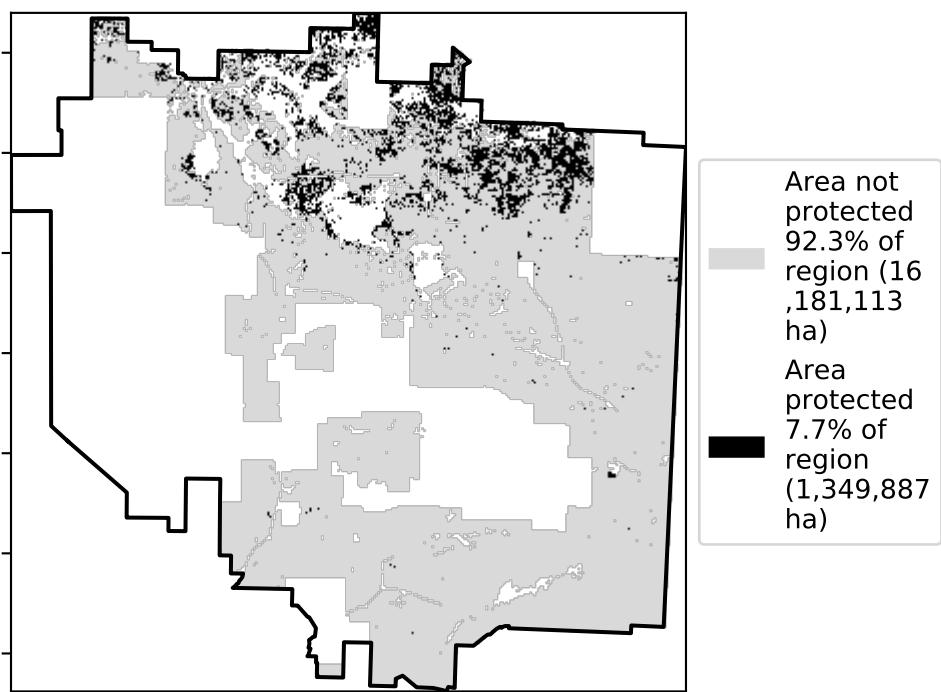 Area not
protected
92.3% of
region (16
,181,113
ha)
Area
protected
7.7% of
region
(1,349,887
ha)